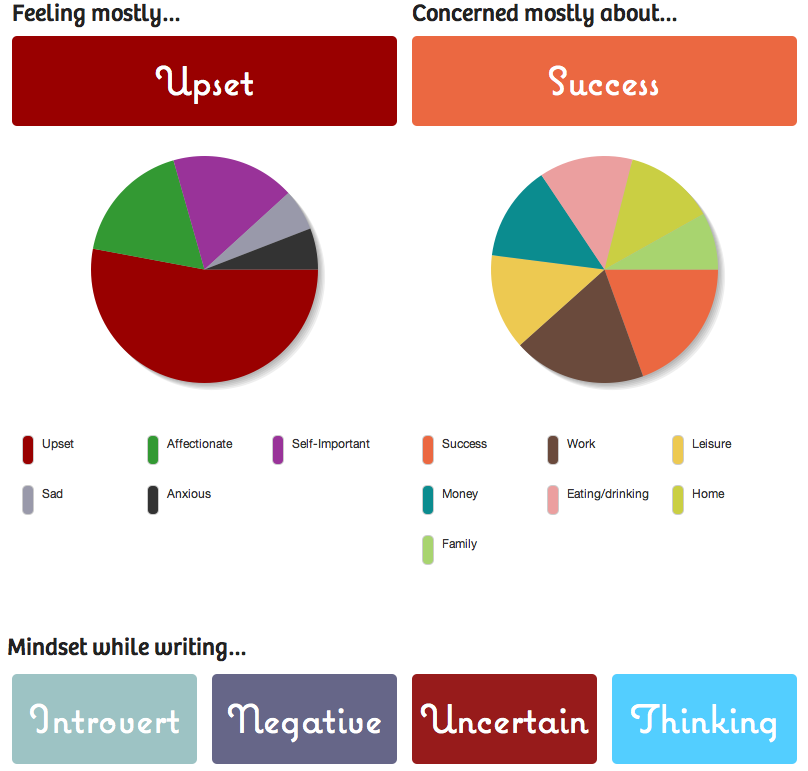 Feeling mostly...
Upset
Upset
Affectionate
Self-Important
Sad
Anxious
Concerned mostly about...
Success
Success
Work
Leisure
Money
Eating/drinking
Home
Family
Mindset while writing...
Introvert
Negative
Uncertain
Thinking